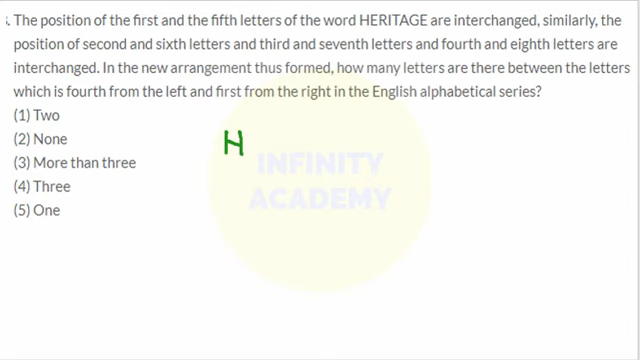 . The position of the first and the fifth letters of the word HERITAGE are interchanged, similarly, the
position of second and sixth letters and third and seventh letters and fourth and eighth letters are
interchanged. In the new arrangement thus formed, how many letters are there between the letters
which is fourth from the left and first from the right in the English alphabetical series?
(1) Two
(2) None
(3) More than three
(4) Three
(5) One
H
INFINITY
ACADEMY